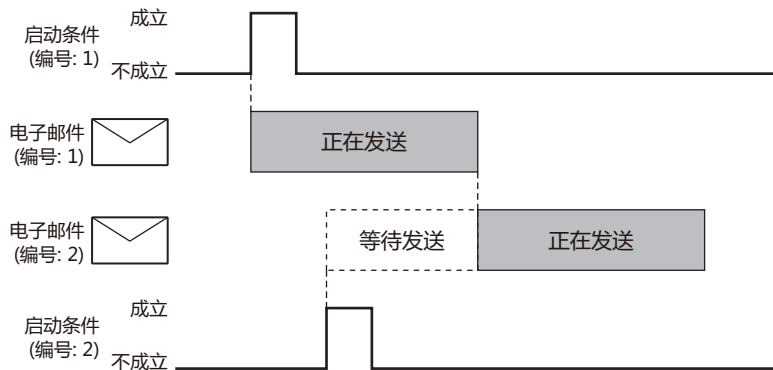 成立
启动条件
(编号: 1)
不成立
电子邮件
(编号: 1)
正在发送
电子邮件
(编号: 2)
等待发送
正在发送
成立
启动条件
(编号: 2)
不成立